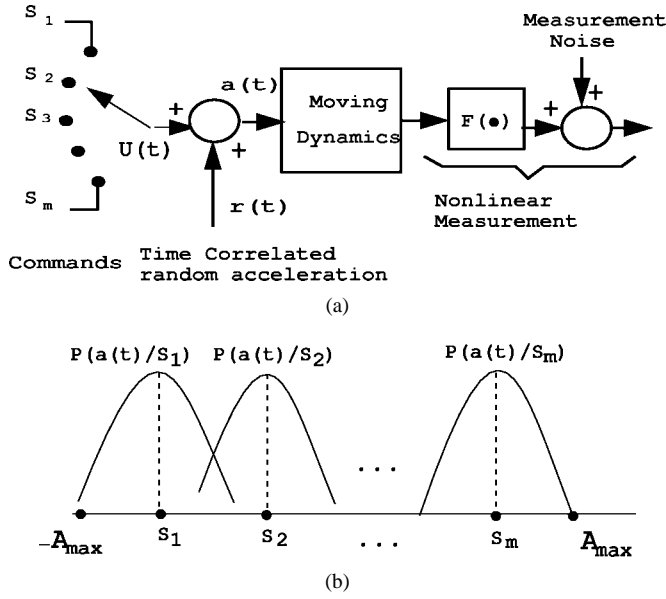 S1
S2
S3
Sm
U(t)
Commands
+
+
a(t)
r(t)
Time Correlated
random acceleration
Moving
Dynamics
F(●)
Measurement
Noise
+
+
Nonlinear
Measurement
(a)
P(a(t)/S1)
P(a(t)/S2)
P(a(t)/Sm)
. . .
−Amax
S1
S2
. . .
Sm
Amax
(b)